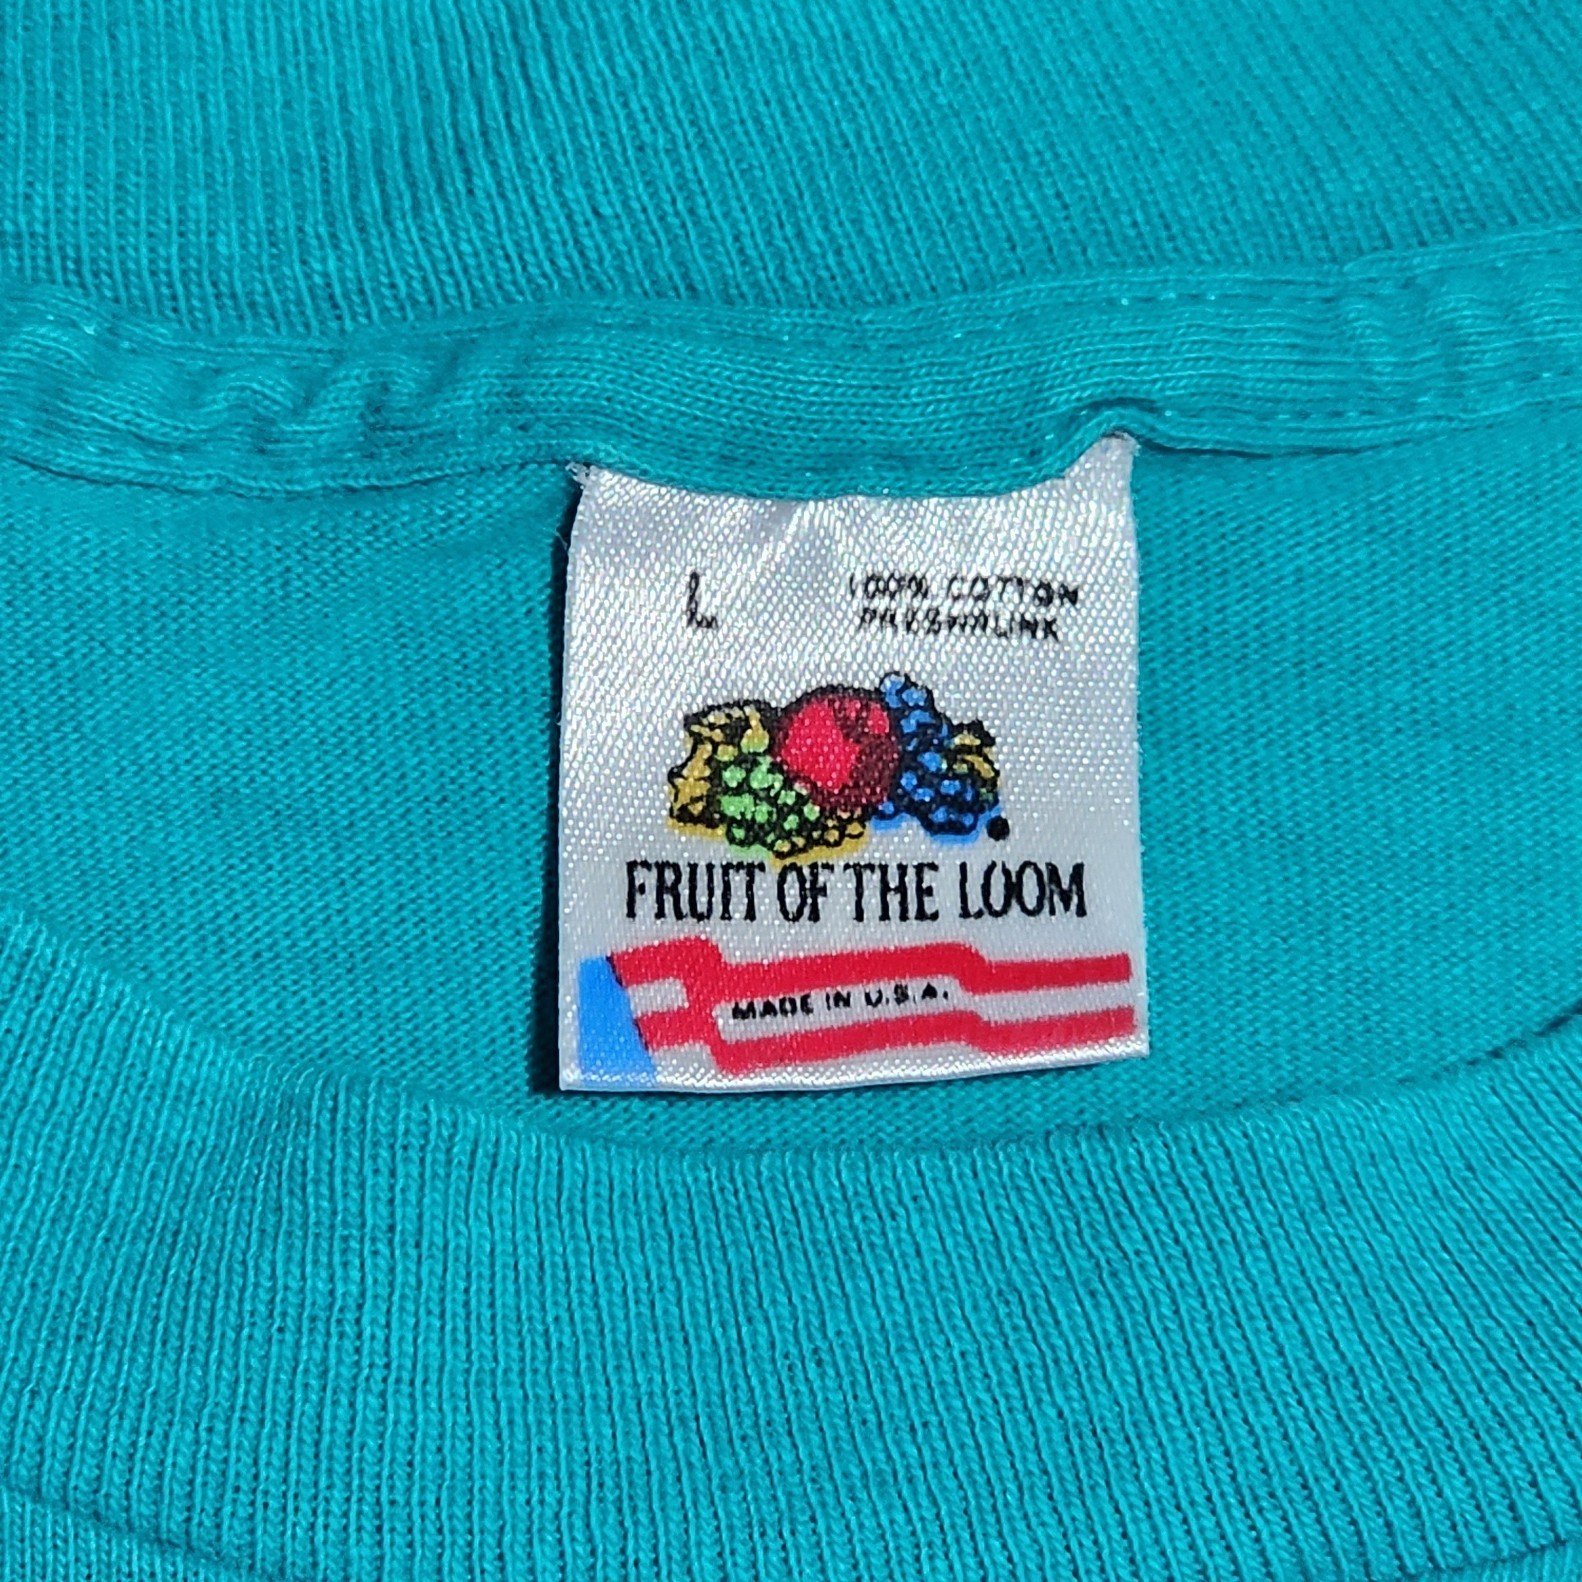 L
100% COTTON
PRESHRUNK
FRUIT OF THE LOOM
MADE IN U.S.A.